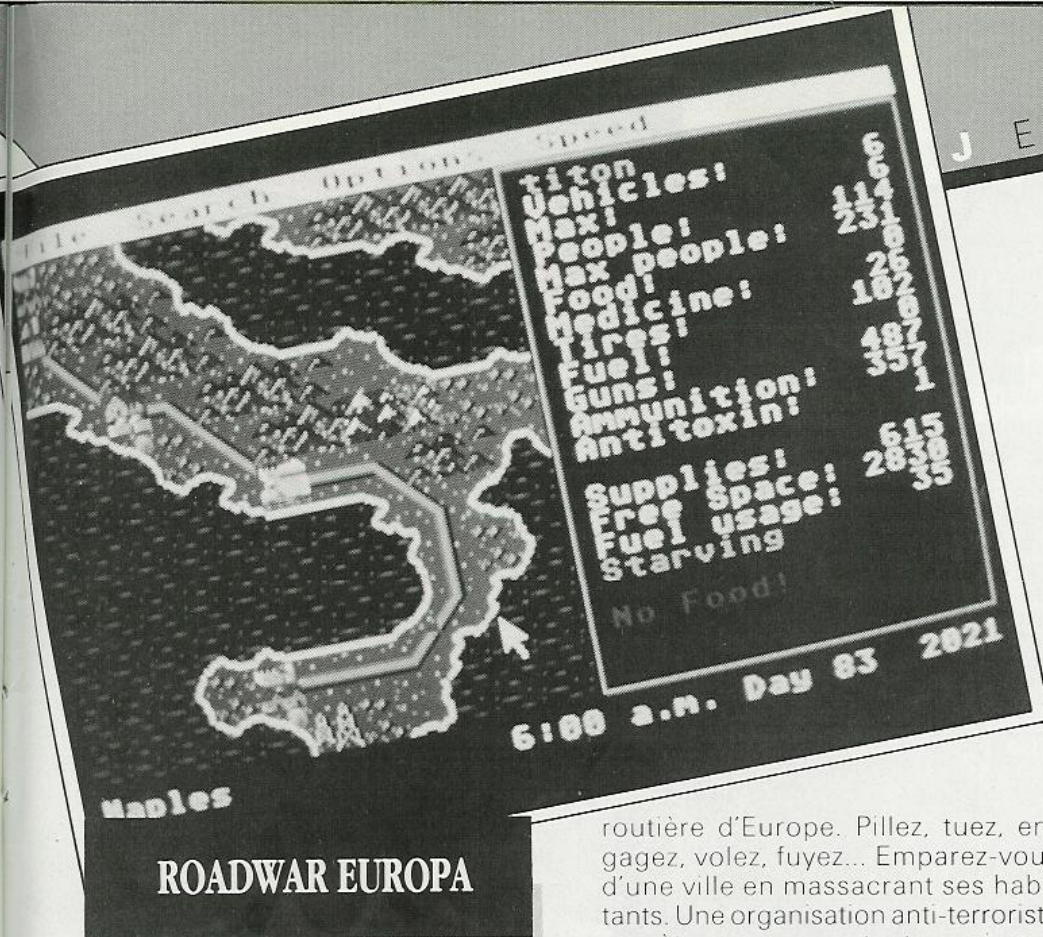 J E
File Search Options Speed
titon
Vehicles: 6
Max: 6
People: 114
Max people: 231
Food: 0
Medicine: 26
Tires: 102
Fuel: 0
Guns: 487
Ammunition: 357
Antitoxin: 1
Supplies: 615
Free Space: 2830
Fuel usage: 35
Starving
No Food!
6:00 a.m. Day 83 2021
Naples
ROADWAR EUROPA
routière d'Europe. Pillez, tuez, en
gagez, volez, fuyez... Emparez-vou
d'une ville en massacrant ses hab
tants. Une organisation anti-terrorist